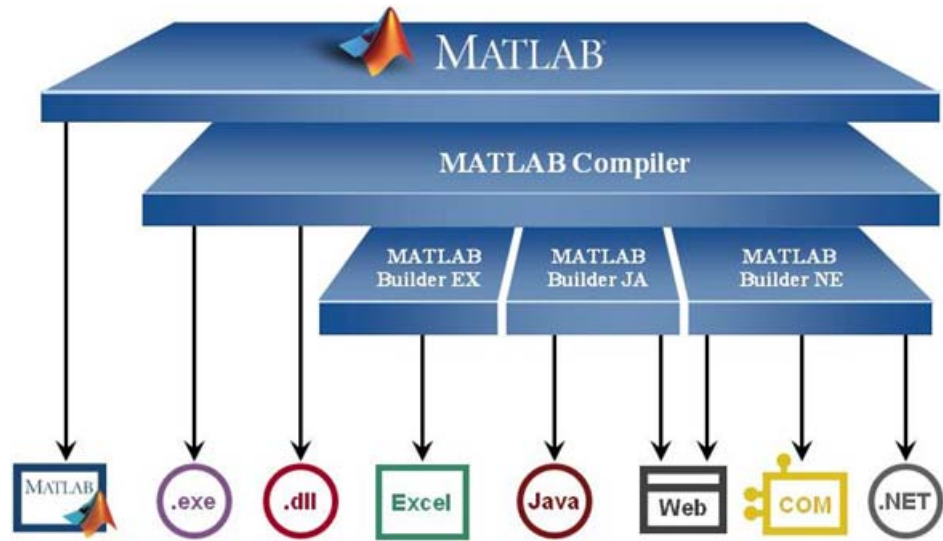 MATLAB
MATLAB Compiler
MATLAB
Builder EX
MATLAB
Builder JA
MATLAB
Builder NE
MATLAB
.exe
.dll
Excel
Java
Web
COM
.NET